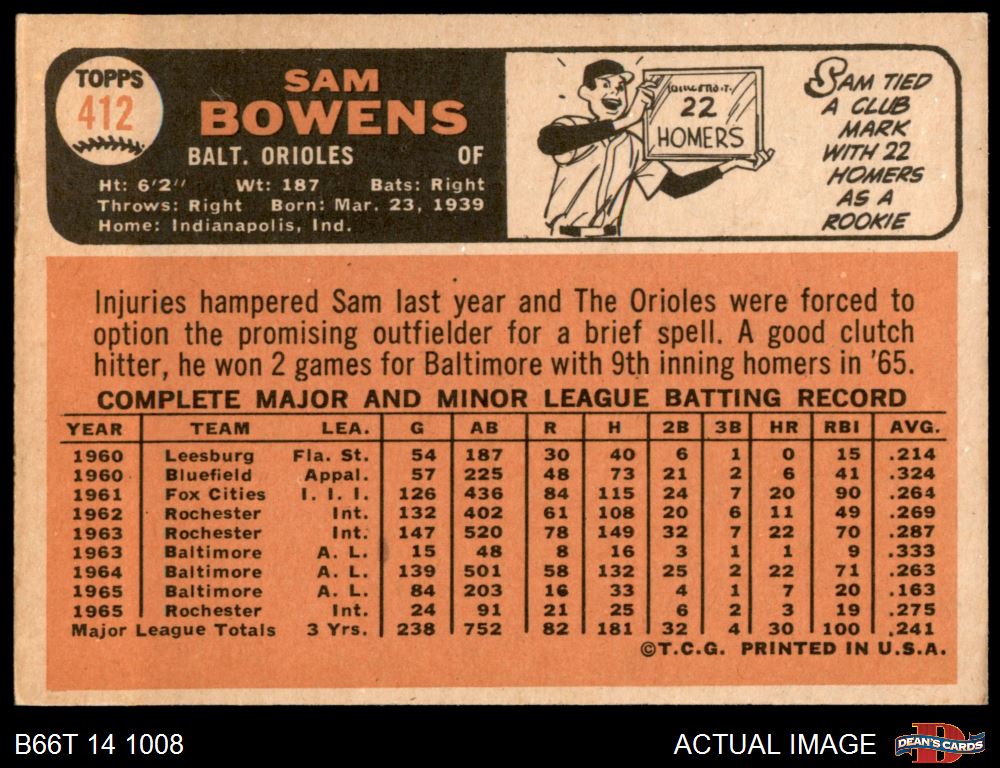 TOPPS
412
SAM
BOWENS
BALT. ORIOLES OF
Ht: 6'2" Wt: 187 Bats: Right
Throws: Right Born: Mar. 23, 1939
Home: Indianapolis, Ind.
22
HOMERS
SAM TIED
A CLUB
MARK
WITH 22
HOMERS
AS A
ROOKIE
Injuries hampered Sam last year and The Orioles were forced to
option the promising outfielder for a brief spell. A good clutch
hitter, he won 2 games for Baltimore with 9th inning homers in '65.
COMPLETE MAJOR AND MINOR LEAGUE BATTING RECORD
YEAR TEAM LEA. G AB R H 2B 3B HR RBI AVG.
1960 Leesburg Fla. St. 54 187 30 40 6 1 0 15 .214
1960 Bluefield Appal. 57 225 48 73 21 2 6 41 .324
1961 Fox Cities I. I. I. 126 436 84 115 24 7 20 90 .264
1962 Rochester Int. 132 402 61 108 20 6 11 49 .269
1963 Rochester Int. 147 520 78 149 32 7 22 70 .287
1963 Baltimore A. L. 15 48 8 16 3 1 1 9 .333
1964 Baltimore A. L. 139 501 58 132 25 2 22 71 .263
1965 Baltimore A. L. 84 203 16 33 4 1 7 20 .163
1965 Rochester Int. 24 91 21 25 6 2 3 19 .275
Major League Totals 3 Yrs. 238 752 82 181 32 4 30 100 .241
©T.C.G. PRINTED IN U.S.A.
B66T 14 1008
ACTUAL IMAGE
DEAN'S CARDS